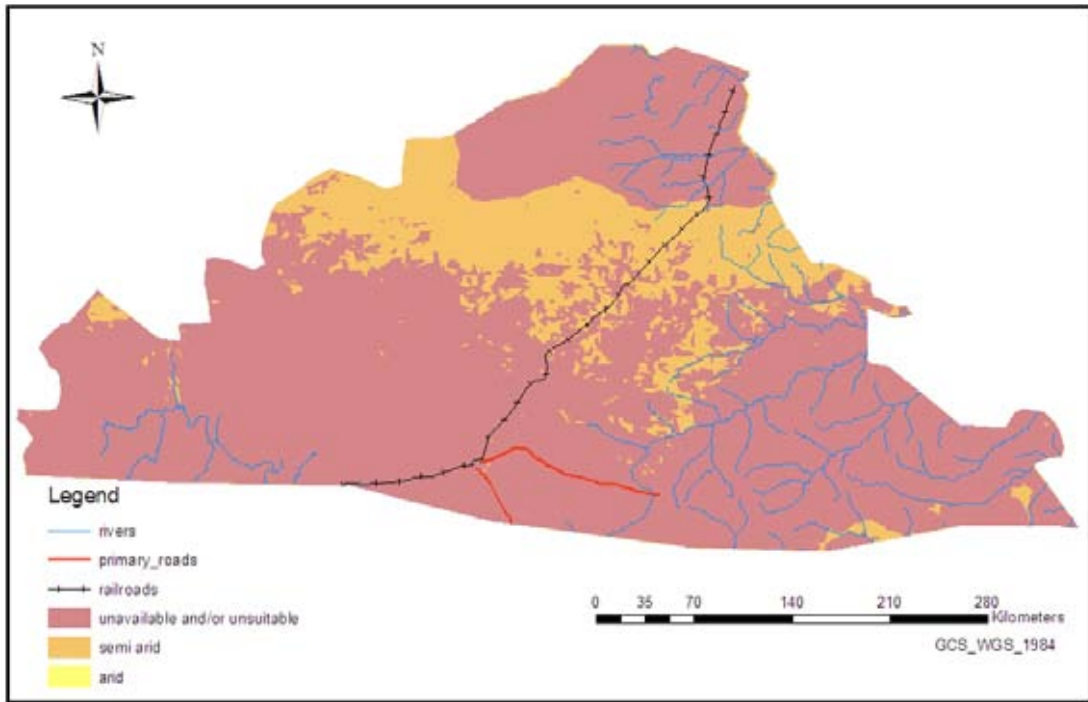 N
Legend
rivers
primary_roads
railroads
unavailable and/or unsuitable
semi arid
arid
0 35 70 140 210 280
Kilometers
GCS_WGS_1984